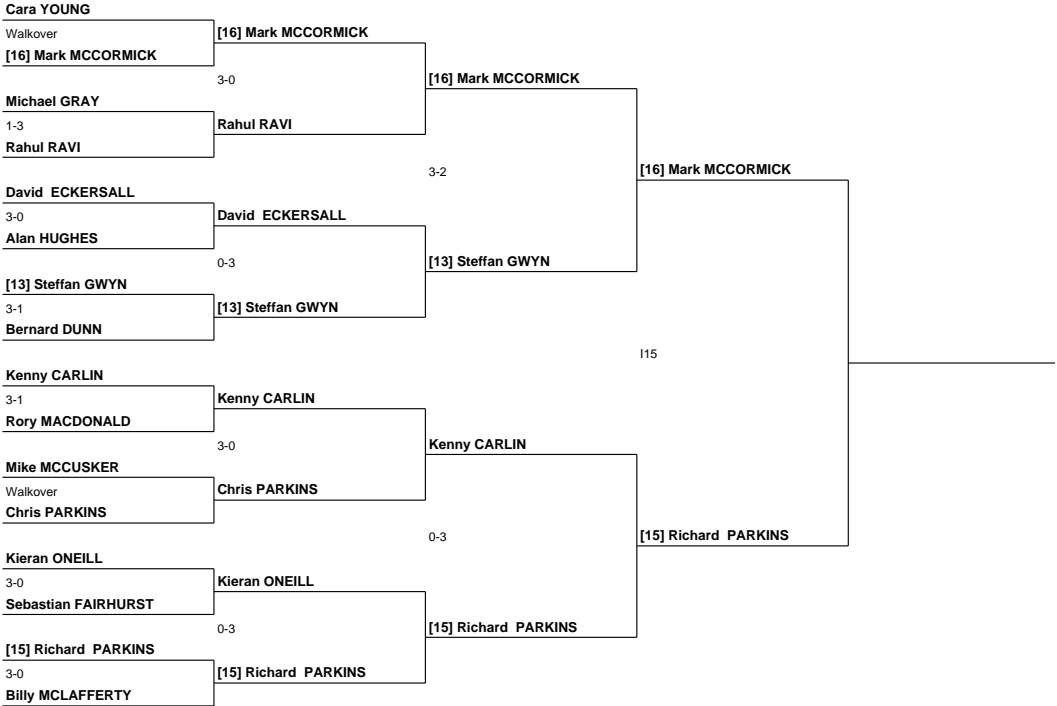 Cara YOUNG
Walkover
[16] Mark MCCORMICK
Michael GRAY
1-3
Rahul RAVI
David ECKERSALL
3-0
Alan HUGHES
[13] Steffan GWYN
3-1
Bernard DUNN
Kenny CARLIN
3-1
Rory MACDONALD
Mike MCCUSKER
Walkover
Chris PARKINS
Kieran ONEILL
3-0
Sebastian FAIRHURST
[15] Richard PARKINS
3-0
Billy MCLAFFERTY
[16] Mark MCCORMICK
3-0
Rahul RAVI
David ECKERSALL
0-3
[13] Steffan GWYN
Kenny CARLIN
3-0
Chris PARKINS
Kieran ONEILL
0-3
[15] Richard PARKINS
[16] Mark MCCORMICK
3-2
[13] Steffan GWYN
Kenny CARLIN
0-3
[15] Richard PARKINS
[16] Mark MCCORMICK
I15
[15] Richard PARKINS